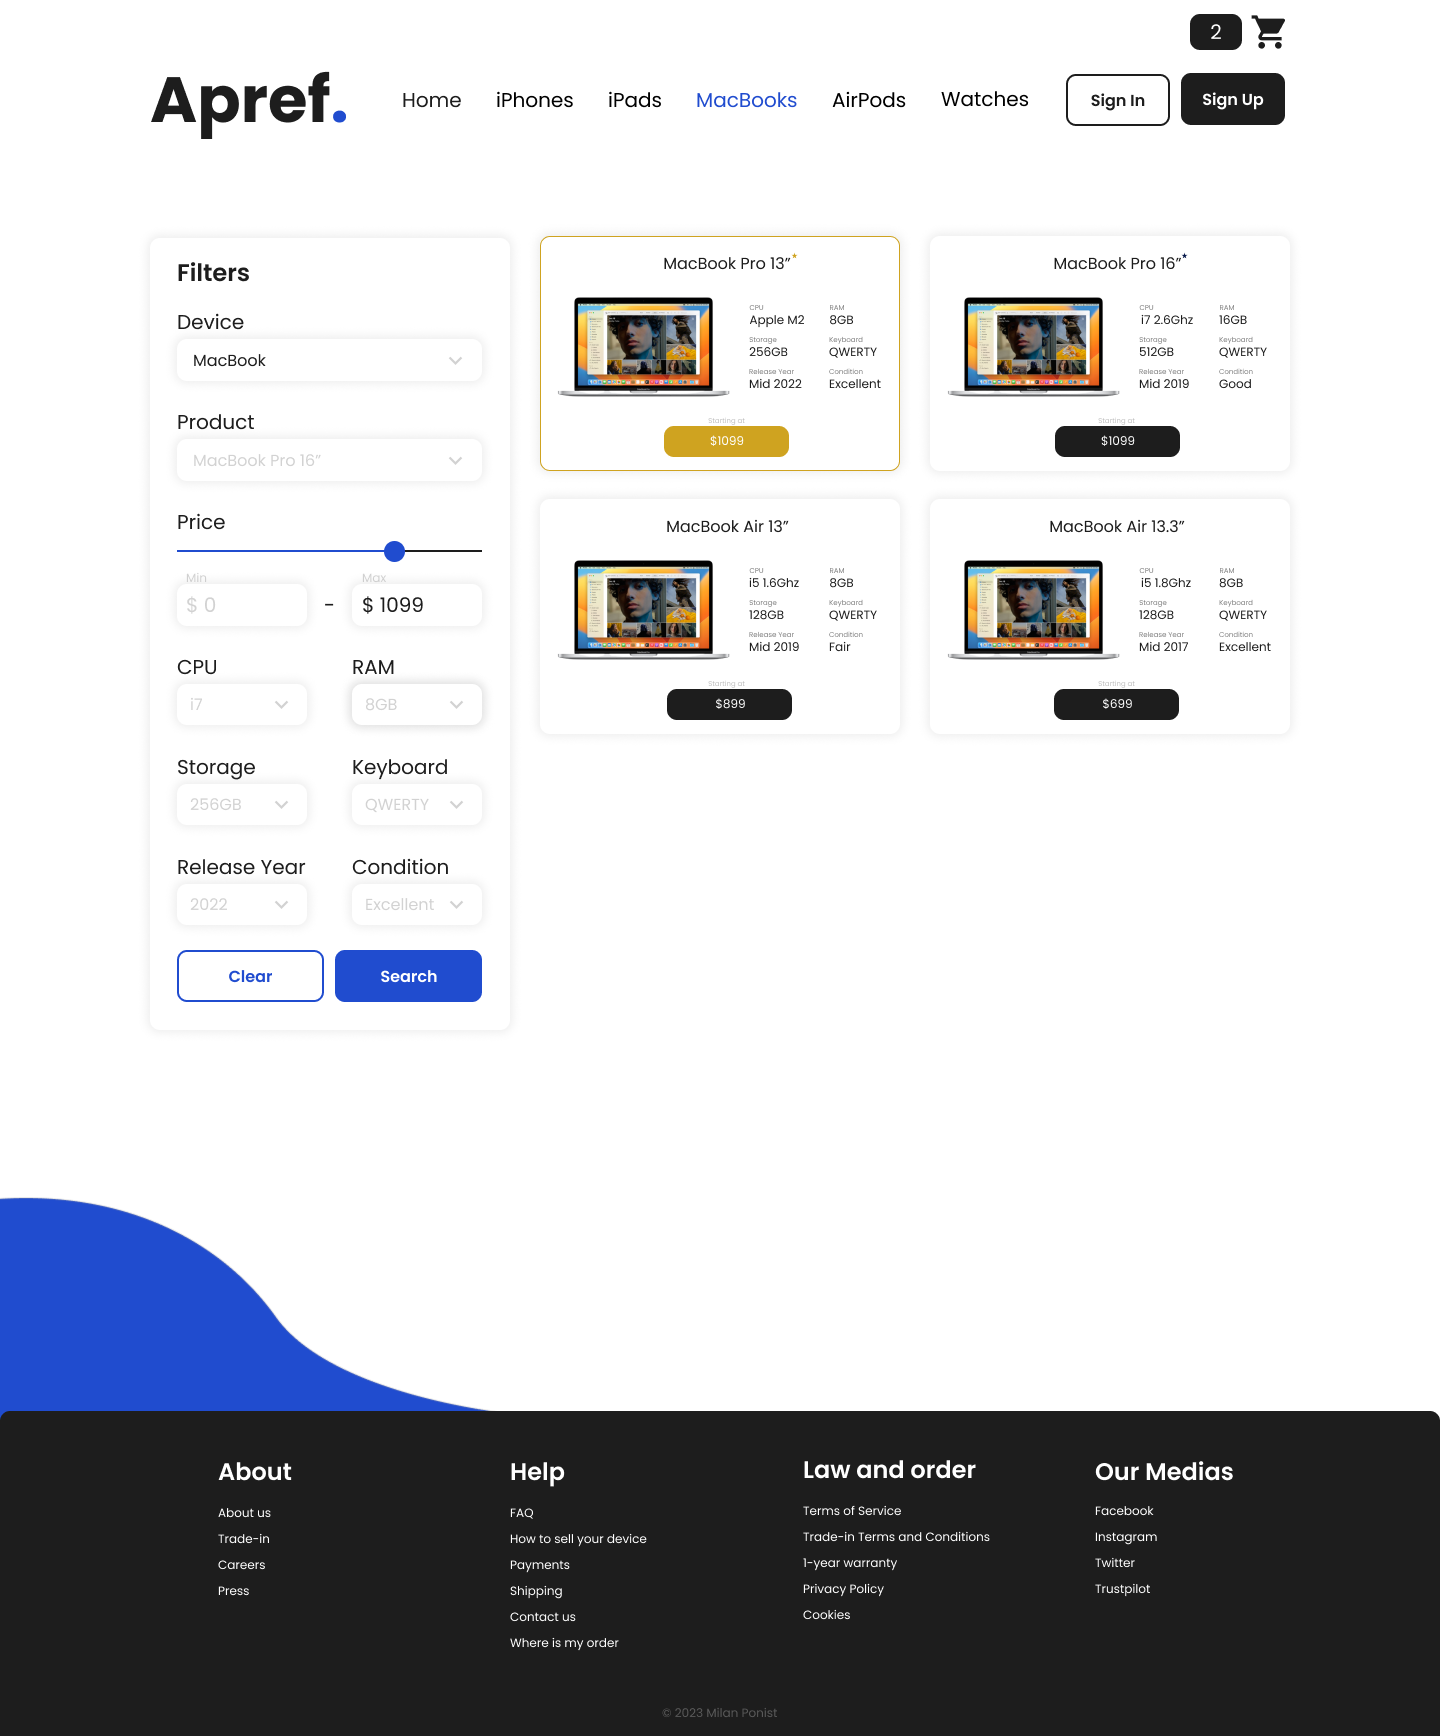 2
Apref.
Home
iPhones
iPads
MacBooks
AirPods
Watches
Sign In
Sign Up
Filters
Device
MacBook
Product
MacBook Pro 16”
Price
Min
Max
$ 0
-
$ 1099
CPU
RAM
i7
8GB
Storage
Keyboard
256GB
QWERTY
Release Year
Condition
2022
Excellent
Clear
Search
MacBook Pro 13”*
CPU
RAM
Apple M2
8GB
Storage
Keyboard
256GB
QWERTY
Release Year
Condition
Mid 2022
Excellent
Starting at
$1099
MacBook Pro 16”*
CPU
RAM
i7 2.6Ghz
16GB
Storage
Keyboard
512GB
QWERTY
Release Year
Condition
Mid 2019
Good
Starting at
$1099
MacBook Air 13”
CPU
RAM
i5 1.6Ghz
8GB
Storage
Keyboard
128GB
QWERTY
Release Year
Condition
Mid 2019
Fair
Starting at
$899
MacBook Air 13.3”
CPU
RAM
i5 1.8Ghz
8GB
Storage
Keyboard
128GB
QWERTY
Release Year
Condition
Mid 2017
Excellent
Starting at
$699
About
About us
Trade-in
Careers
Press
Help
FAQ
How to sell your device
Payments
Shipping
Contact us
Where is my order
Law and order
Terms of Service
Trade-in Terms and Conditions
1-year warranty
Privacy Policy
Cookies
Our Medias
Facebook
Instagram
Twitter
Trustpilot
© 2023 Milan Ponist